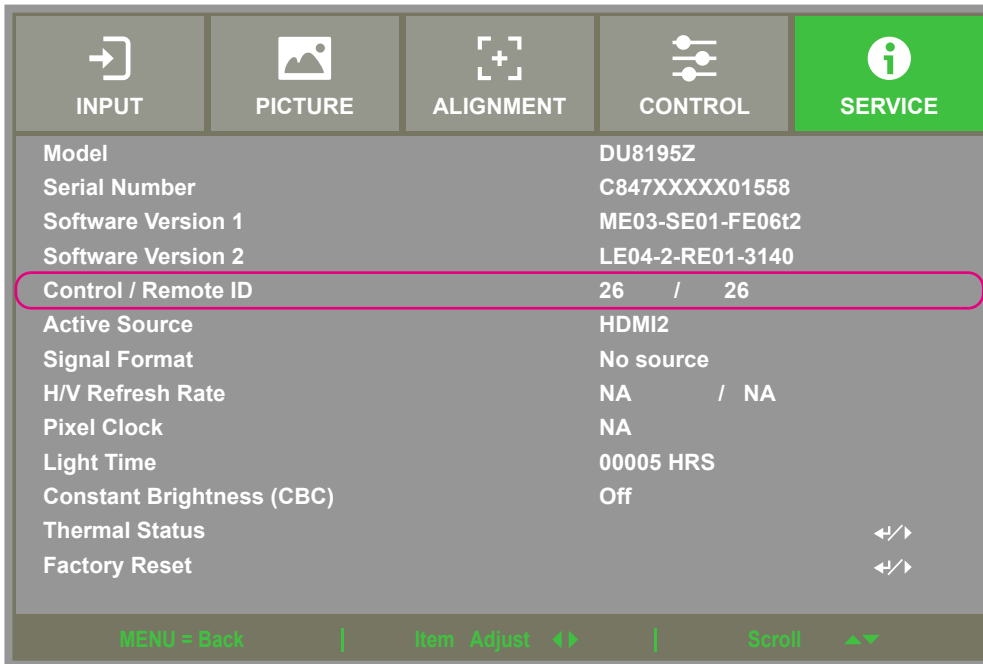 INPUT PICTURE ALIGNMENT CONTROL SERVICE
Model DU8195Z
Serial Number C847XXXXX01558
Software Version 1 ME03-SE01-FE06t2
Software Version 2 LE04-2-RE01-3140
Control / Remote ID 26 / 26
Active Source HDMI2
Signal Format No source
H/V Refresh Rate NA / NA
Pixel Clock NA
Light Time 00005 HRS
Constant Brightness (CBC) Off
Thermal Status
Factory Reset
MENU = Back | Item Adjust | Scroll